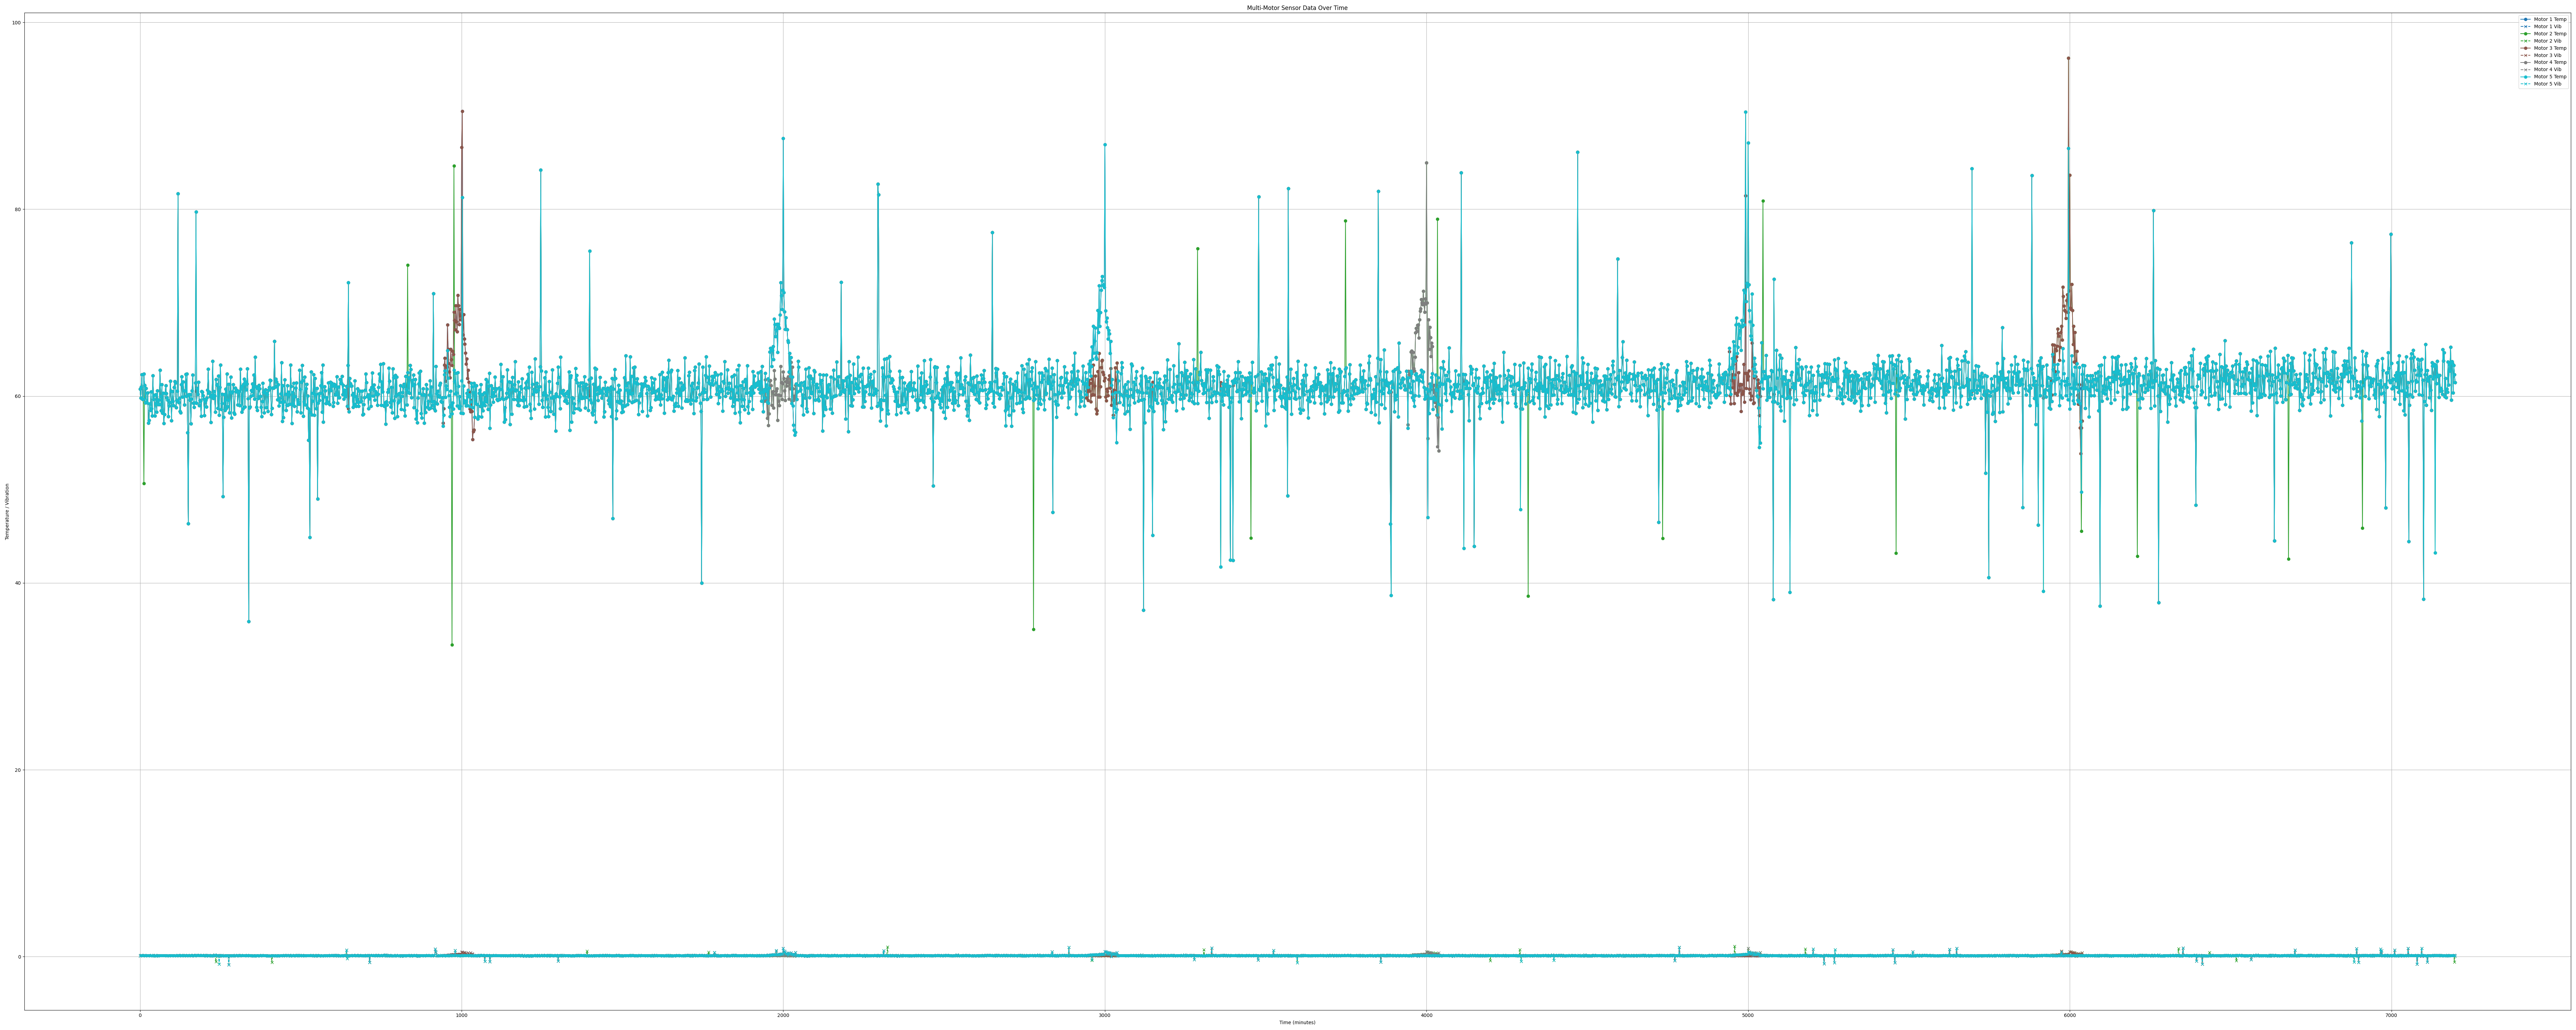 Multi-Motor Sensor Data Over Time
Motor 1 Temp
Motor 1 Vib
Motor 2 Temp
Motor 2 Vib
Motor 3 Temp
Motor 3 Vib
Motor 4 Temp
Motor 4 Vib
Motor 5 Temp
Motor 5 Vib
Temperature / Vibration
100
80
60
40
20
0
0 1000 2000 3000 4000 5000 6000 7000
Time (minutes)